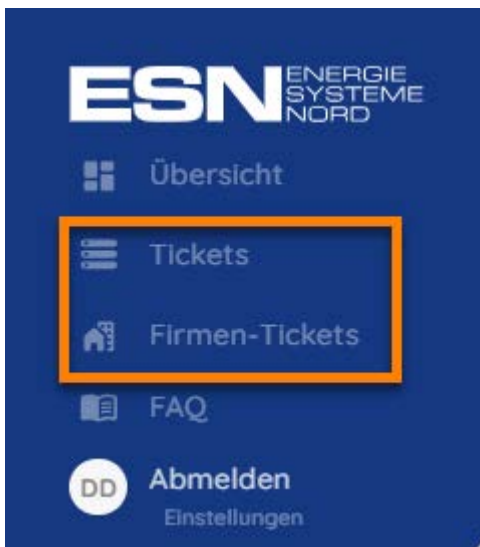 ESN ENERGIE
SYSTEME
NORD
Übersicht
Tickets
Firmen-Tickets
FAQ
DD Abmelden
Einstellungen